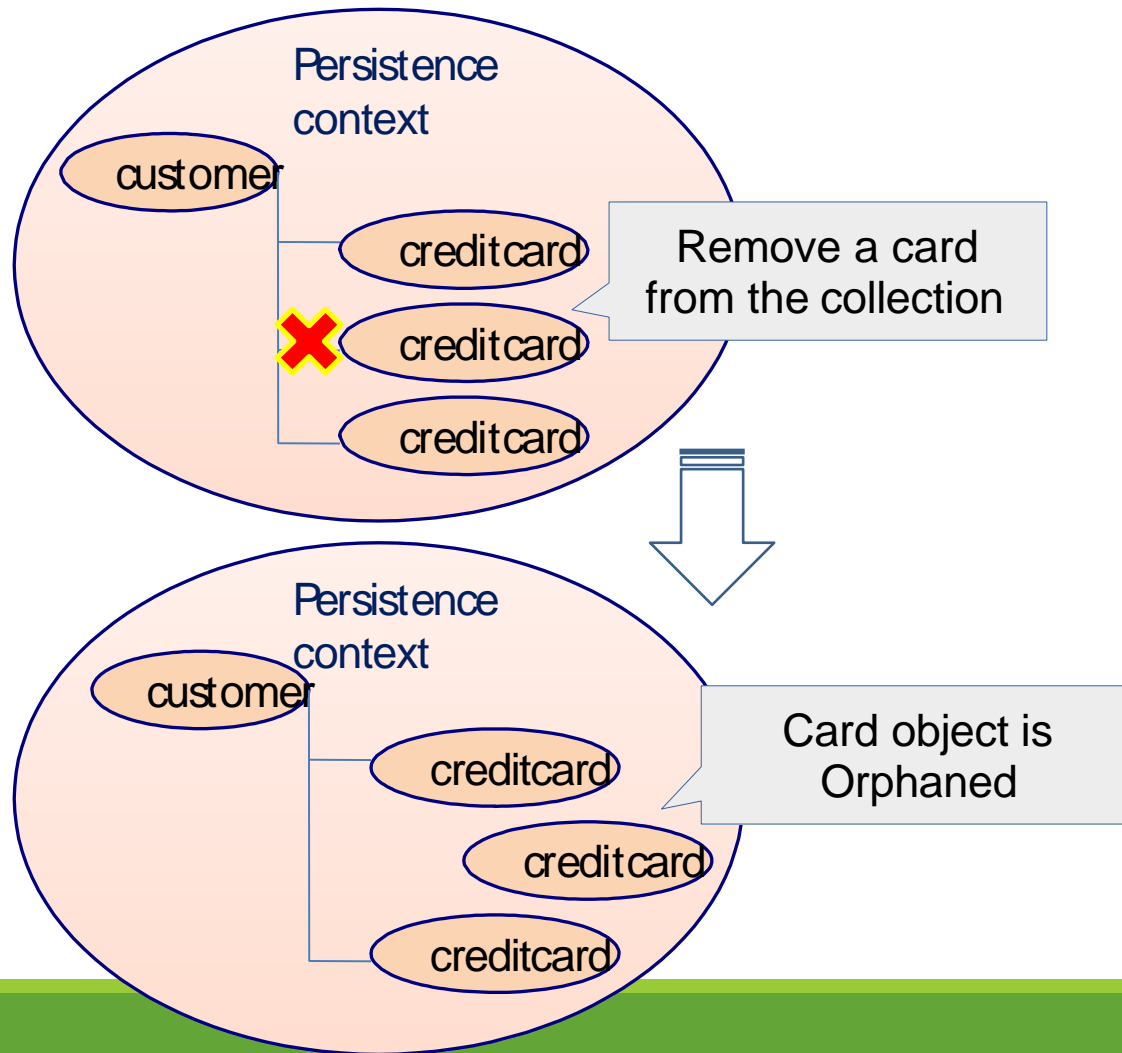 Persistence
context
customer
creditcard
Remove a card
from the collection
creditcard
creditcard
Persistence
context
customer
Card object is
Orphaned
creditcard
creditcard
creditcard